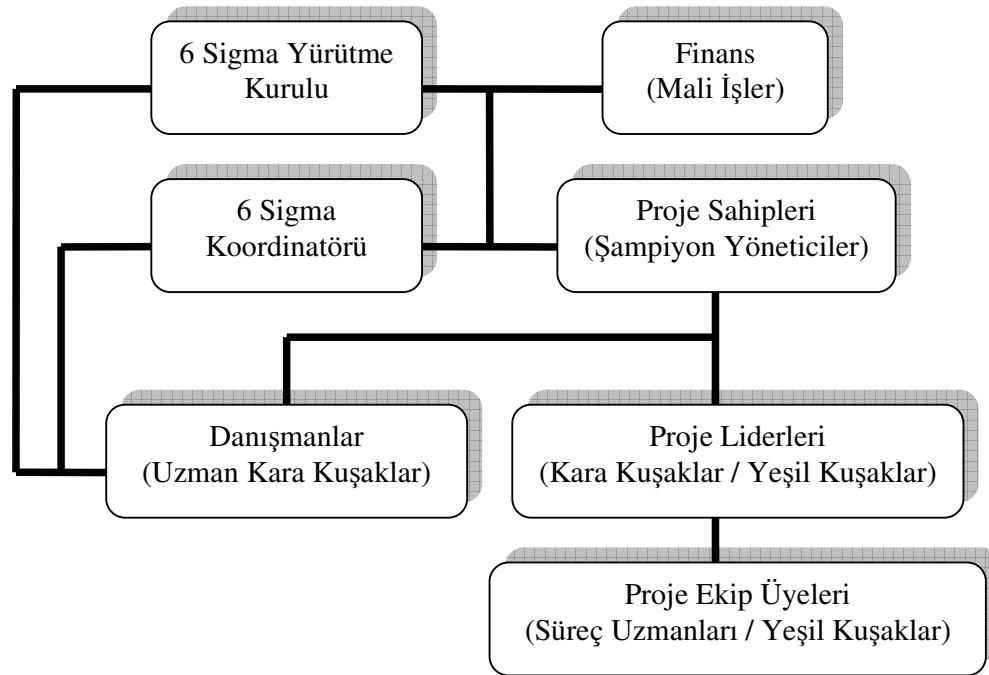 6 Sigma Yürütme
Kurulu
Finans
(Mali İşler)
6 Sigma
Koordinatörü
Proje Sahipleri
(Şampiyon Yöneticiler)
Danışmanlar
(Uzman Kara Kuşaklar)
Proje Liderleri
(Kara Kuşaklar / Yeşil Kuşaklar)
Proje Ekip Üyeleri
(Süreç Uzmanları / Yeşil Kuşaklar)